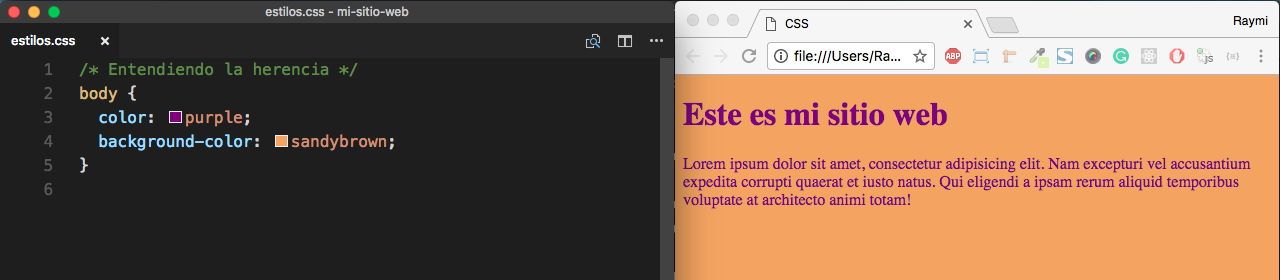 estilos.css - mi-sitio-web
estilos.css
1 /* Entendiendo la herencia */
2 body {
3 color: purple;
4 background-color: sandybrown;
5 }
6
CSS
Raymi
file:///Users/Ra...
ABP
js
Este es mi sitio web
Lorem ipsum dolor sit amet, consectetur adipisicing elit. Nam excepturi vel accusantium
expedita corrupti quaerat et iusto natus. Qui eligendi a ipsam rerum aliquid temporibus
voluptate at architecto animi totam!